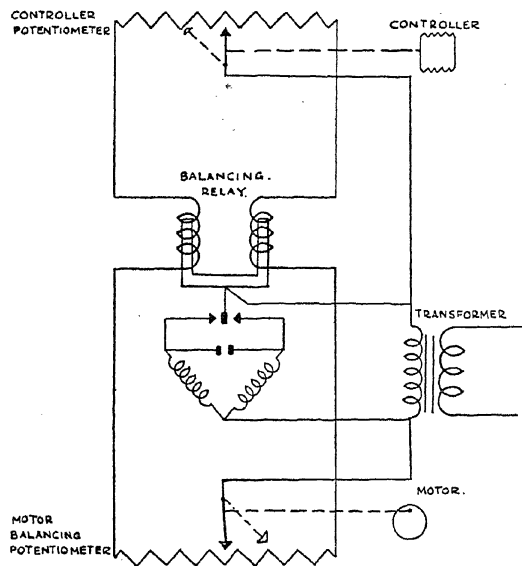 CONTROLLER
POTENTIOMETER
CONTROLLER
BALANCING.
RELAY.
TRANSFORMER
MOTOR.
MOTOR
BALANCING
POTENTIOMETER